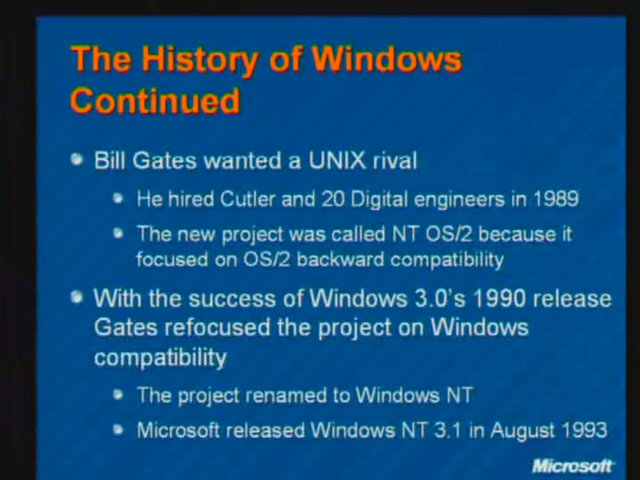 The History of Windows
Continued
Bill Gates wanted a UNIX rival
He hired Cutler and 20 Digital engineers in 1989
The new project was called NT OS/2 because it
focused on OS/2 backward compatibility
With the success of Windows 3.0's 1990 release
Gates refocused the project on Windows
compatibility
The project renamed to Windows NT
Microsoft released Windows NT 3.1 in August 1993
Microsoft